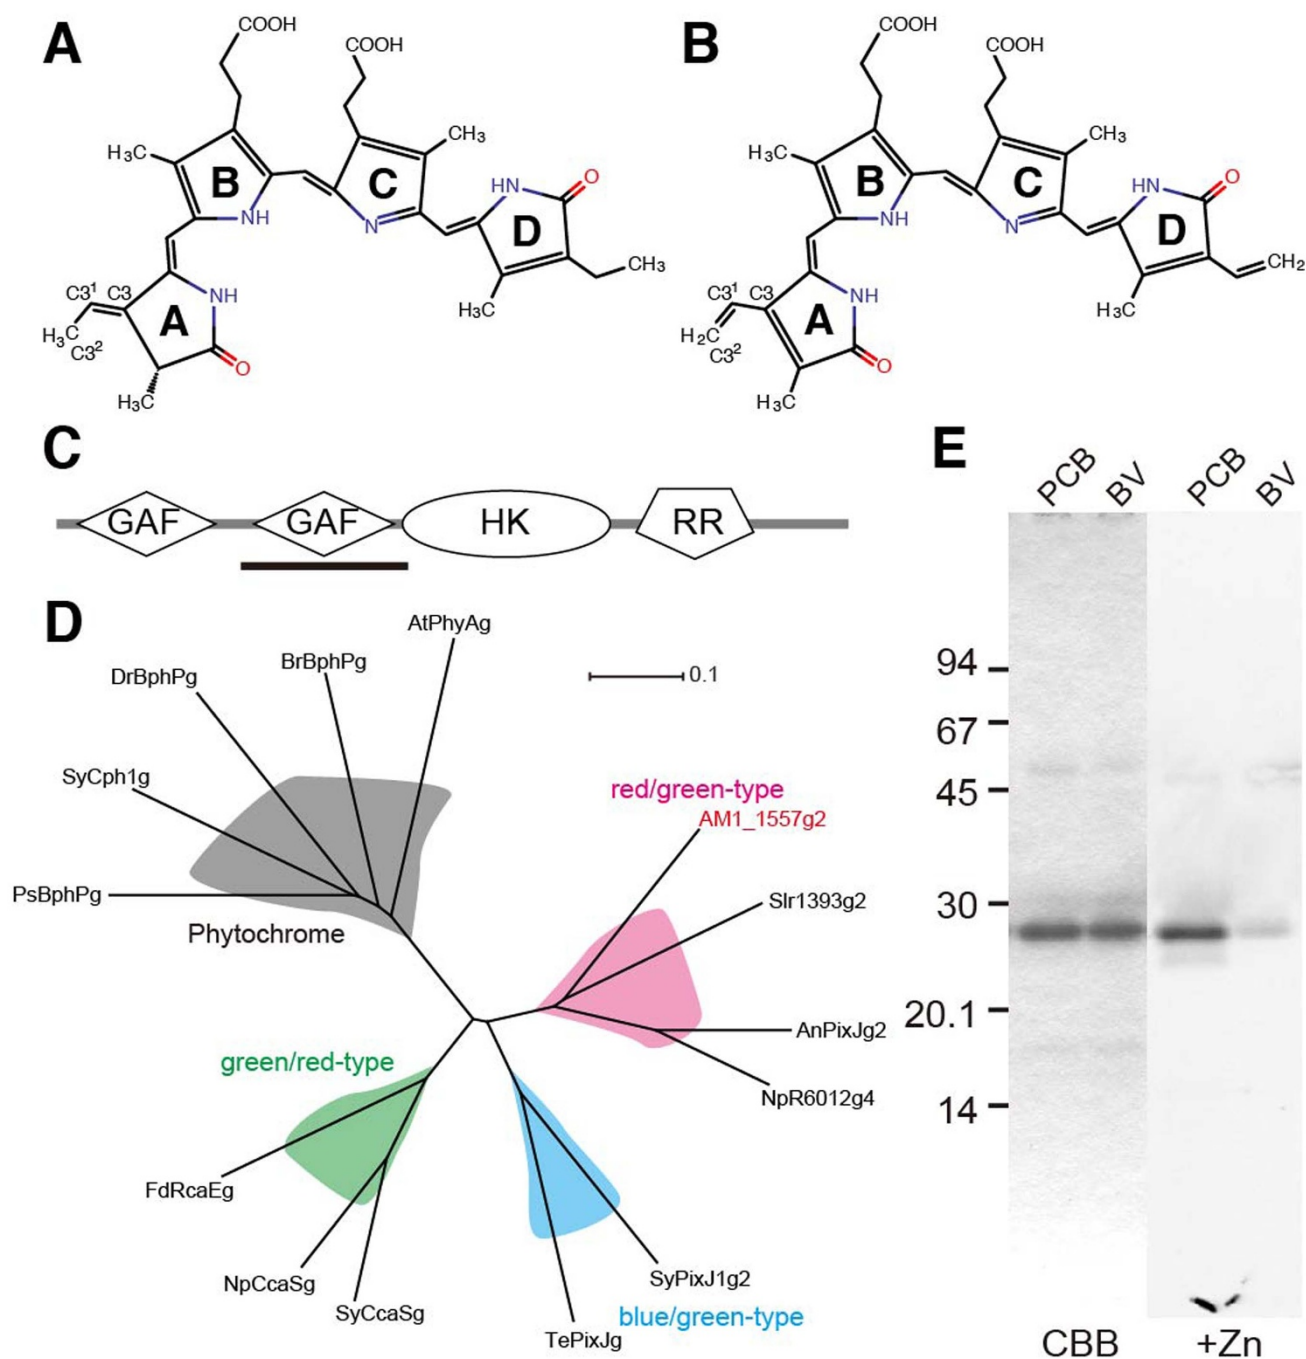 A
COOH
COOH
H₃C
CH₃
B
C
NH
N
HN
O
D
C3¹ C3
NH
CH₃
H₃C
C3²
A
H₃C
O
H₃C
B
COOH
COOH
H₃C
CH₃
B
C
NH
N
HN
O
D
C3¹ C3
NH
CH₂
H₂C
C3²
A
H₃C
O
H₃C
C
GAF GAF HK RR
D
AtPhyAg
BrBphPg
DrBphPg
0.1
SyCph1g
red/green-type
AM1_1557g2
PsBphPg
Slr1393g2
Phytochrome
AnPixJg2
green/red-type
NpR6012g4
FdRcaEg
NpCcaSg
SyPixJ1g2
SyCcaSg
blue/green-type
TePixJg
E
PCB BV PCB BV
94
67
45
30
20.1
14
CBB +Zn